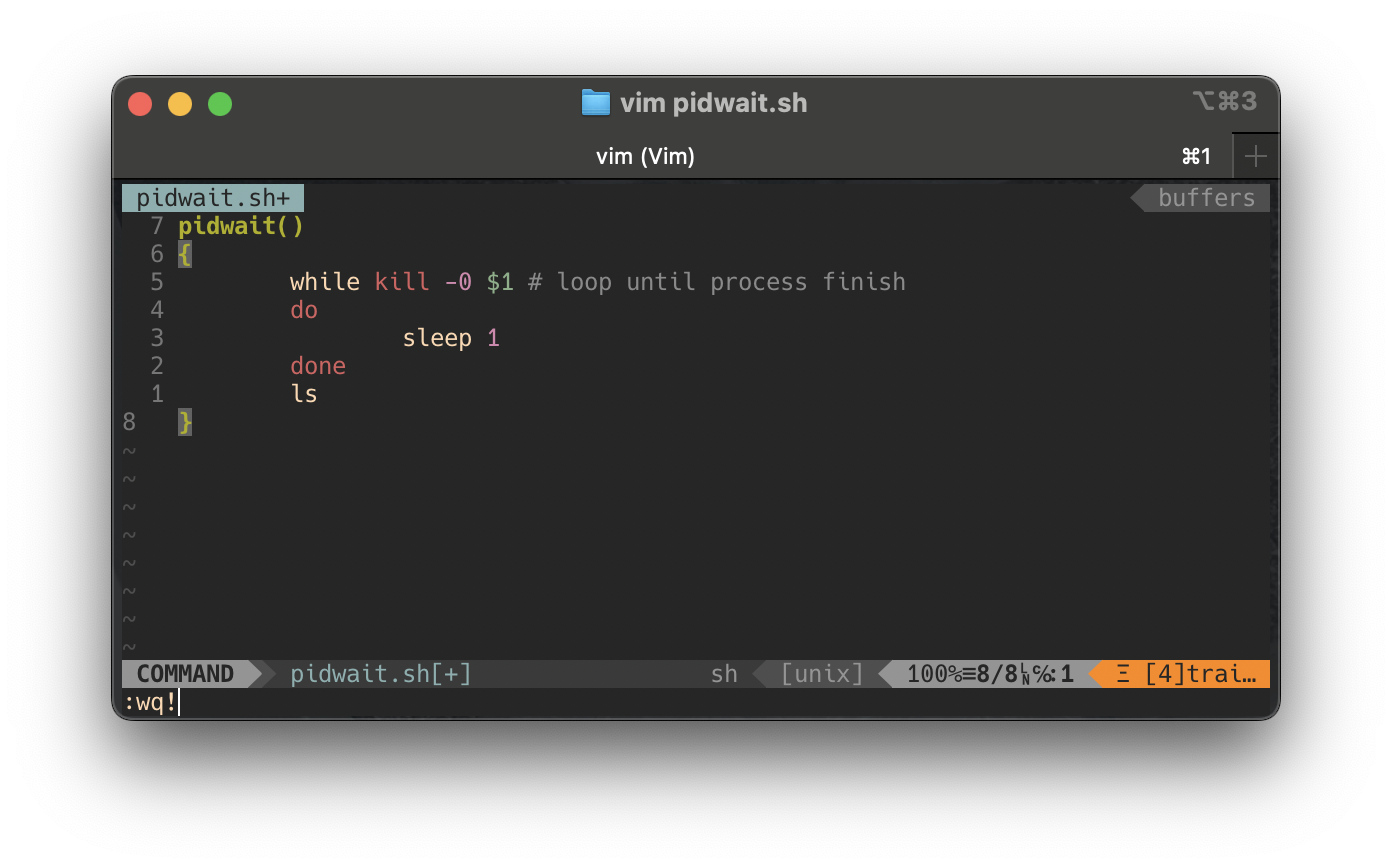 vim pidwait.sh ⌥⌘3
vim (Vim) ⌘1 +
pidwait.sh+ buffers
7 pidwait()
6 {
5 while kill -0 $1 # loop until process finish
4 do
3 sleep 1
2 done
1 ls
8 }
~
~
~
~
~
~
~
~
COMMAND pidwait.sh[+] sh [unix] 100%≡8/8␤℅:1 Ξ [4]trai…
:wq!